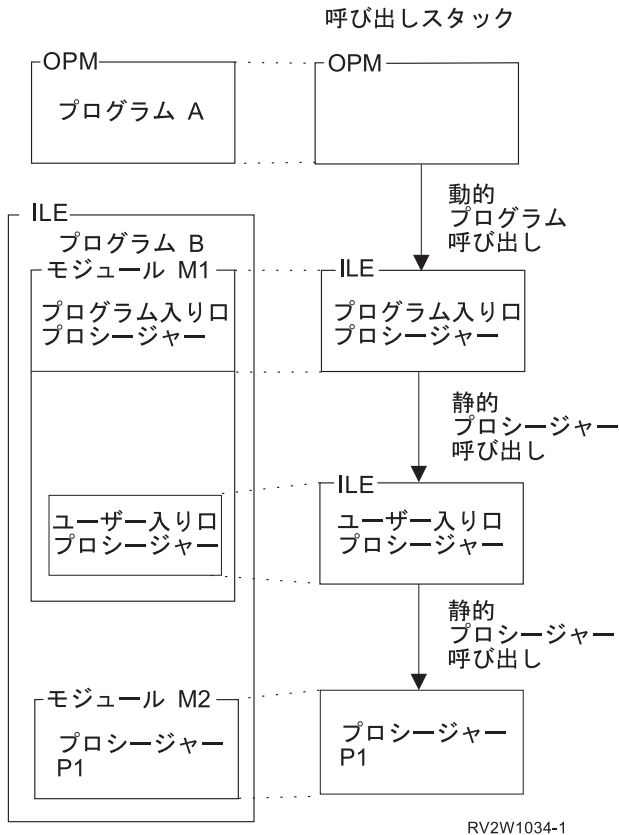 呼び出しスタック
OPM
プログラム A
OPM
動的
プログラム
呼び出し
ILE
プログラム B
モジュール M1
プログラム入り口
プロシージャー
ILE
プログラム入り口
プロシージャー
静的
プロシージャー
呼び出し
ユーザー入り口
プロシージャー
ILE
ユーザー入り口
プロシージャー
静的
プロシージャー
呼び出し
モジュール M2
プロシージャー
P1
プロシージャー
P1
RV2W1034-1